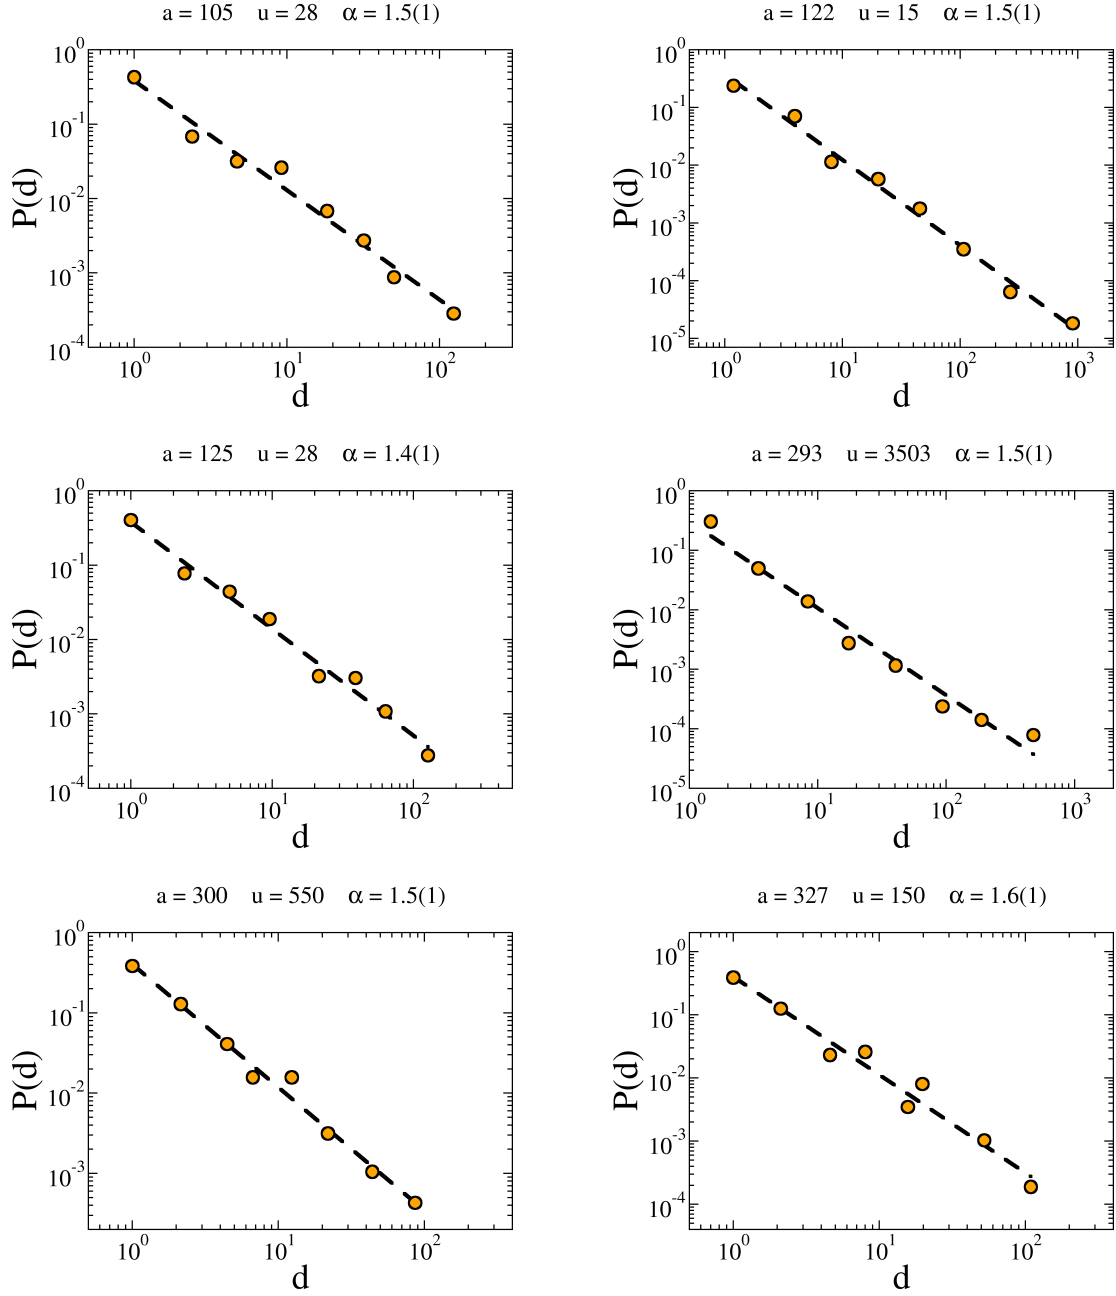 a = 105 u = 28 α = 1.5(1)
10^0
10^-1
10^-2
10^-3
10^-4
P(d)
10^0 10^1 10^2
d
a = 122 u = 15 α = 1.5(1)
10^0
10^-1
10^-2
10^-3
10^-4
10^-5
P(d)
10^0 10^1 10^2 10^3
d
a = 125 u = 28 α = 1.4(1)
10^0
10^-1
10^-2
10^-3
10^-4
P(d)
10^0 10^1 10^2
d
a = 293 u = 3503 α = 1.5(1)
10^0
10^-1
10^-2
10^-3
10^-4
10^-5
P(d)
10^0 10^1 10^2 10^3
d
a = 300 u = 550 α = 1.5(1)
10^0
10^-1
10^-2
10^-3
P(d)
10^0 10^1 10^2
d
a = 327 u = 150 α = 1.6(1)
10^0
10^-1
10^-2
10^-3
10^-4
P(d)
10^0 10^1 10^2
d